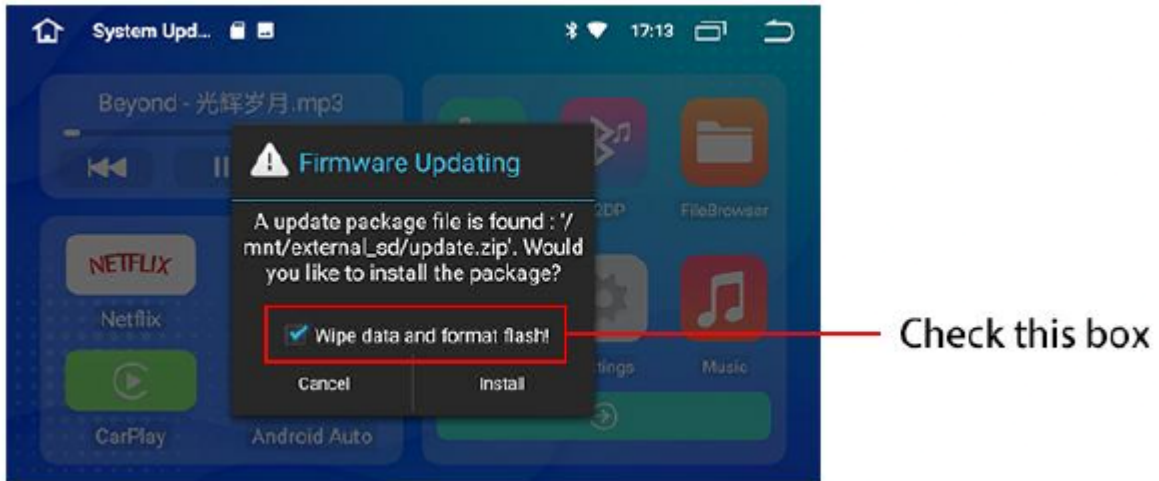 System Upd...
17:13
Beyond - 光辉岁月.mp3
Firmware Updating
A update package file is found : '/
mnt/external_sd/update.zip'. Would
you like to install the package?
Wipe data and format flash!
Cancel
Install
2DP
FileBrowser
NETFLIX
Netflix
tings
Music
CarPlay
Android Auto
Check this box